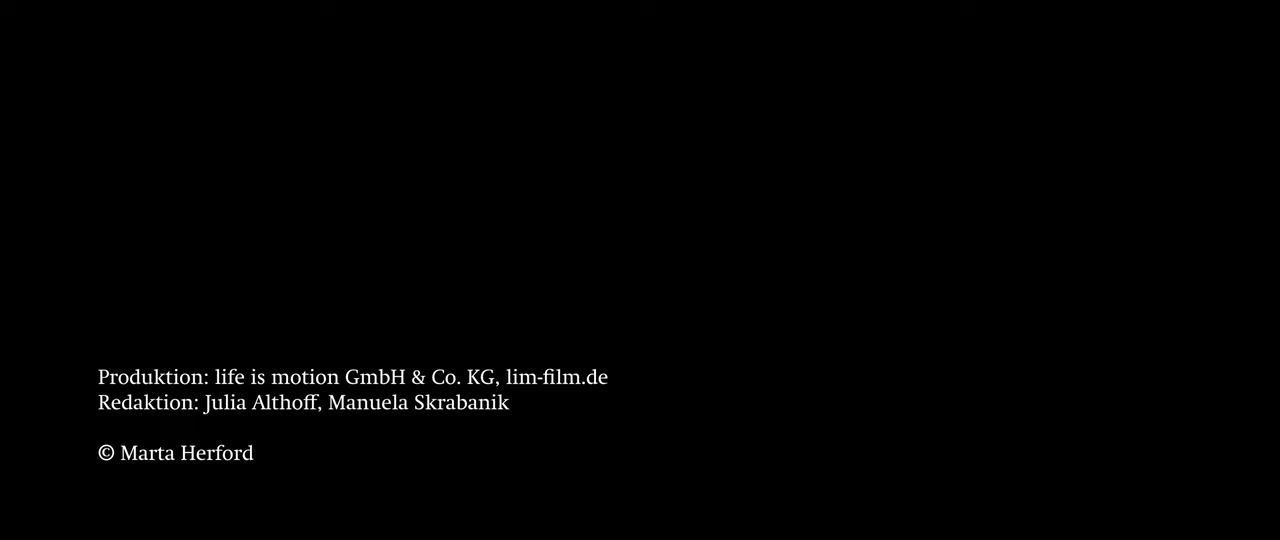 Produktion: life is motion GmbH & Co. KG, lim-film.de
Redaktion: Julia Althoff, Manuela Skrabanik
© Marta Herford